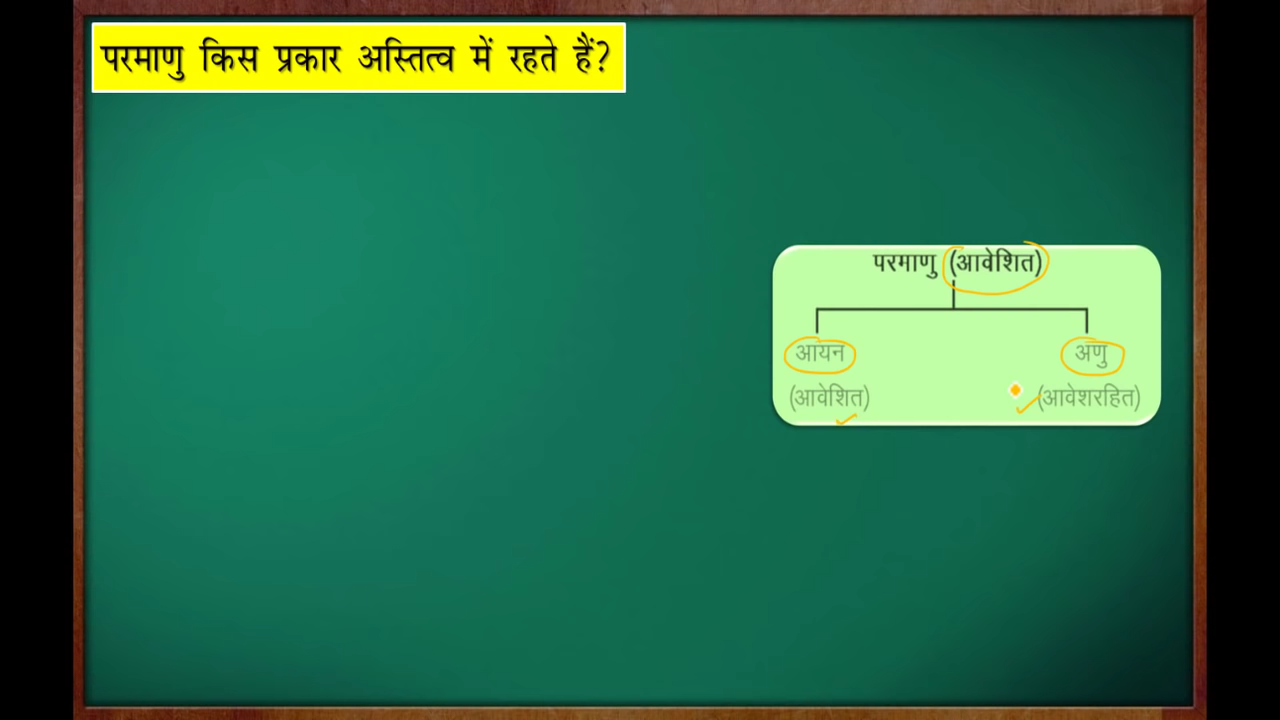 परमाणु किस प्रकार अस्तित्व में रहते हैं?
परमाणु (आवेशित)
आयन अणु
(आवेशित) (आवेशरहित)